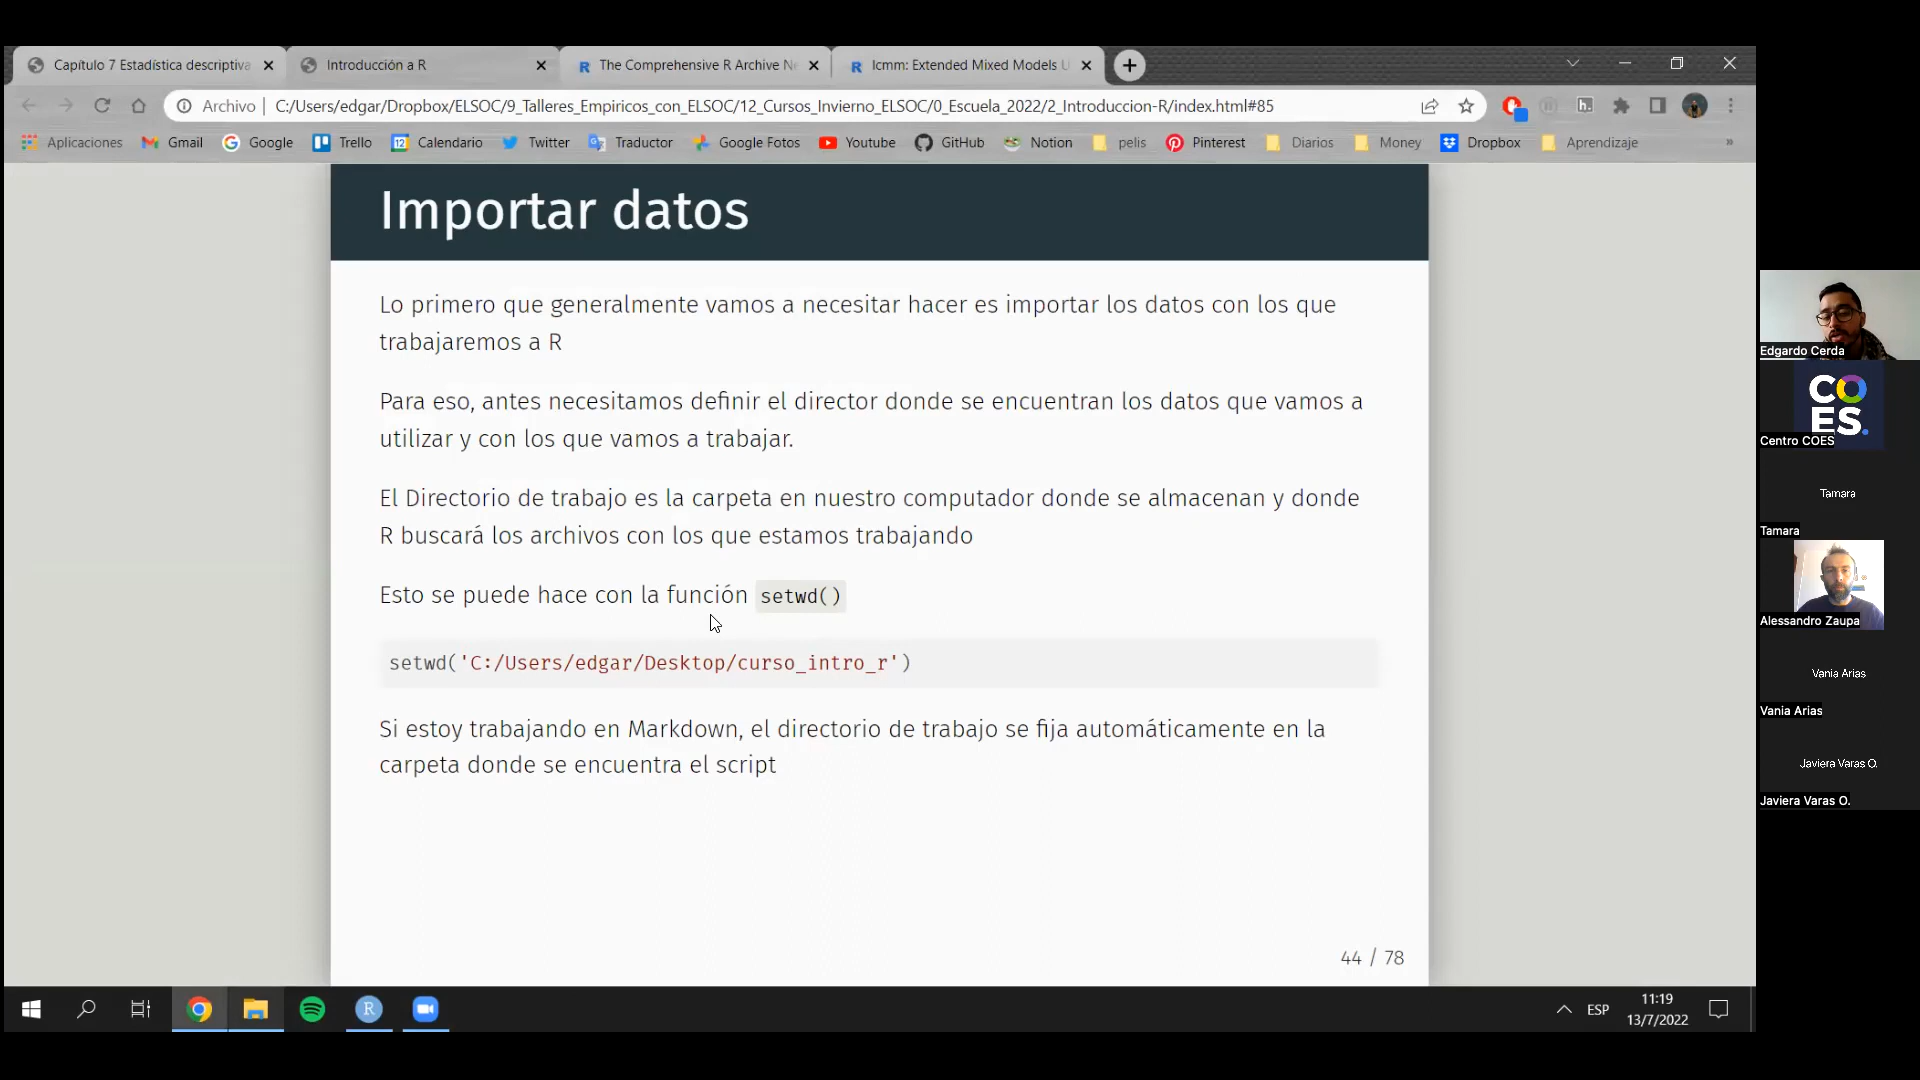 Capítulo 7 Estadística descriptiva
Introducción a R
The Comprehensive R Archive Ne
lcmm: Extended Mixed Models U
Archivo | C:/Users/edgar/Dropbox/ELSOC/9_Talleres_Empiricos_con_ELSOC/12_Cursos_Invierno_ELSOC/0_Escuela_2022/2_Introduccion-R/index.html#85
Aplicaciones Gmail Google Trello Calendario Twitter Traductor Google Fotos Youtube GitHub Notion pelis Pinterest Diarios Money Dropbox Aprendizaje »
Importar datos
Lo primero que generalmente vamos a necesitar hacer es importar los datos con los que
trabajaremos a R
Para eso, antes necesitamos definir el director donde se encuentran los datos que vamos a
utilizar y con los que vamos a trabajar.
El Directorio de trabajo es la carpeta en nuestro computador donde se almacenan y donde
R buscará los archivos con los que estamos trabajando
Esto se puede hace con la función setwd()
setwd('C:/Users/edgar/Desktop/curso_intro_r')
Si estoy trabajando en Markdown, el directorio de trabajo se fija automáticamente en la
carpeta donde se encuentra el script
44 / 78
Edgardo Cerda
COES.
Centro COES
Tamara
Tamara
Alessandro Zaupa
Vania Arias
Vania Arias
Javiera Varas O.
Javiera Varas O.
ESP
11:19
13/7/2022